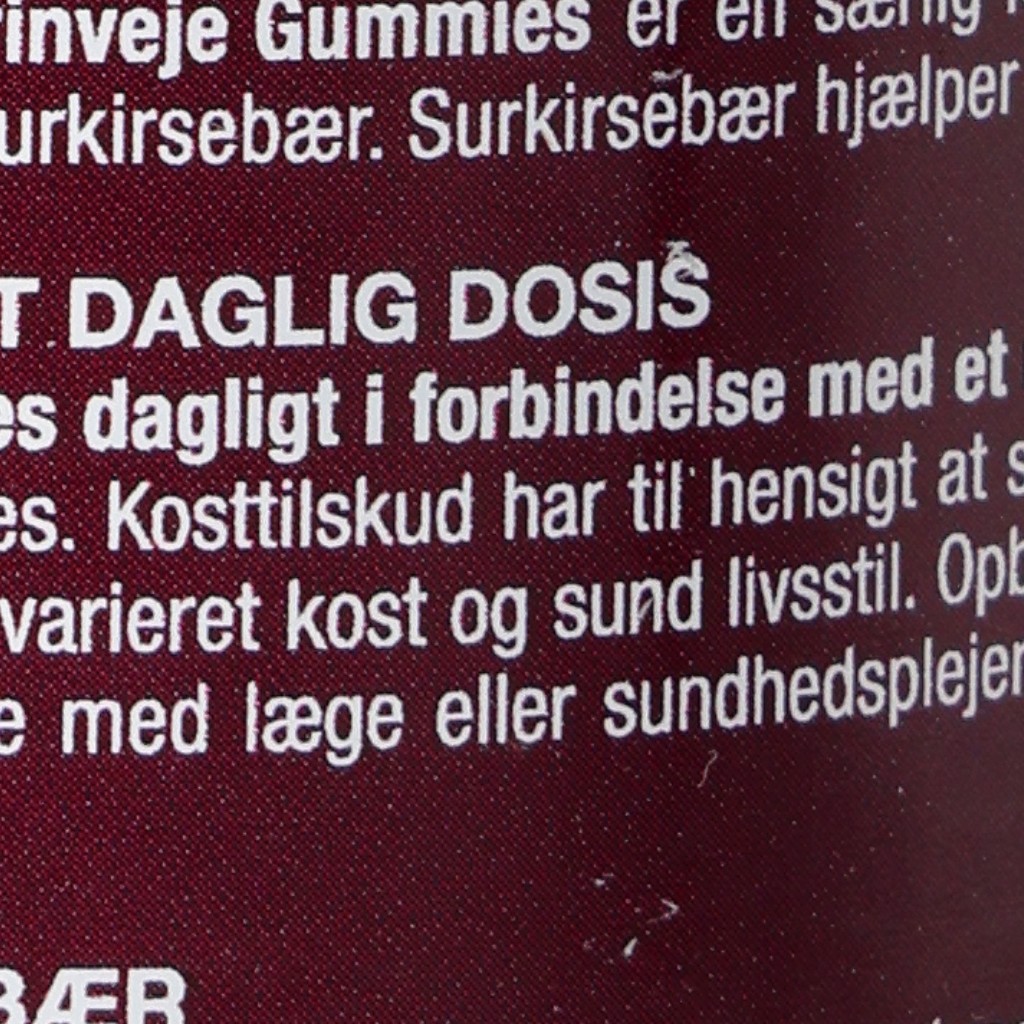 rinveje Gummies er en særlig
urkirsebær. Surkirsebær hjælper
T DAGLIG DOSIS
es dagligt i forbindelse med et
es. Kosttilskud har til hensigt at s
varieret kost og sund livsstil. Opb
e med læge eller sundhedsplejer
BÆR